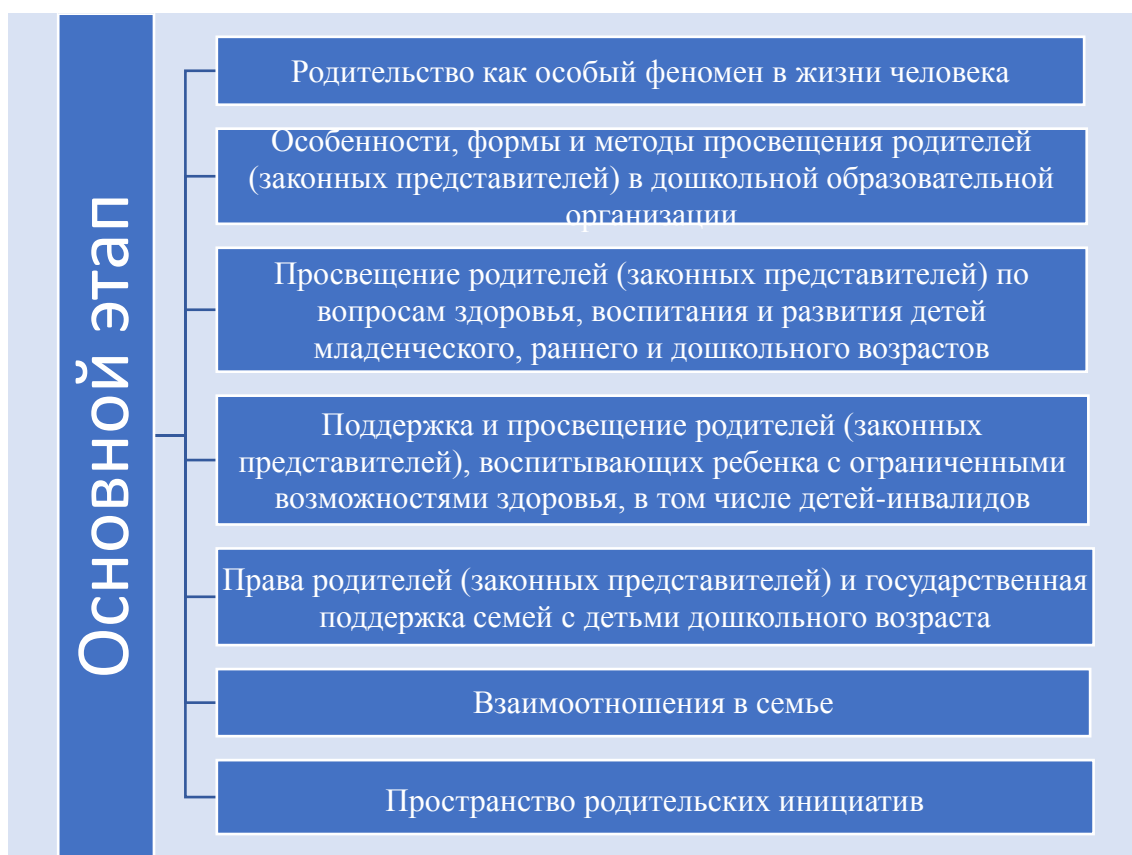 Основной этап
Родительство как особый феномен в жизни человека
Особенности, формы и методы просвещения родителей
(законных представителей) в дошкольной образовательной
организации
Просвещение родителей (законных представителей) по
вопросам здоровья, воспитания и развития детей
младенческого, раннего и дошкольного возрастов
Поддержка и просвещение родителей (законных
представителей), воспитывающих ребенка с ограниченными
возможностями здоровья, в том числе детей-инвалидов
Права родителей (законных представителей) и государственная
поддержка семей с детьми дошкольного возраста
Взаимоотношения в семье
Пространство родительских инициатив